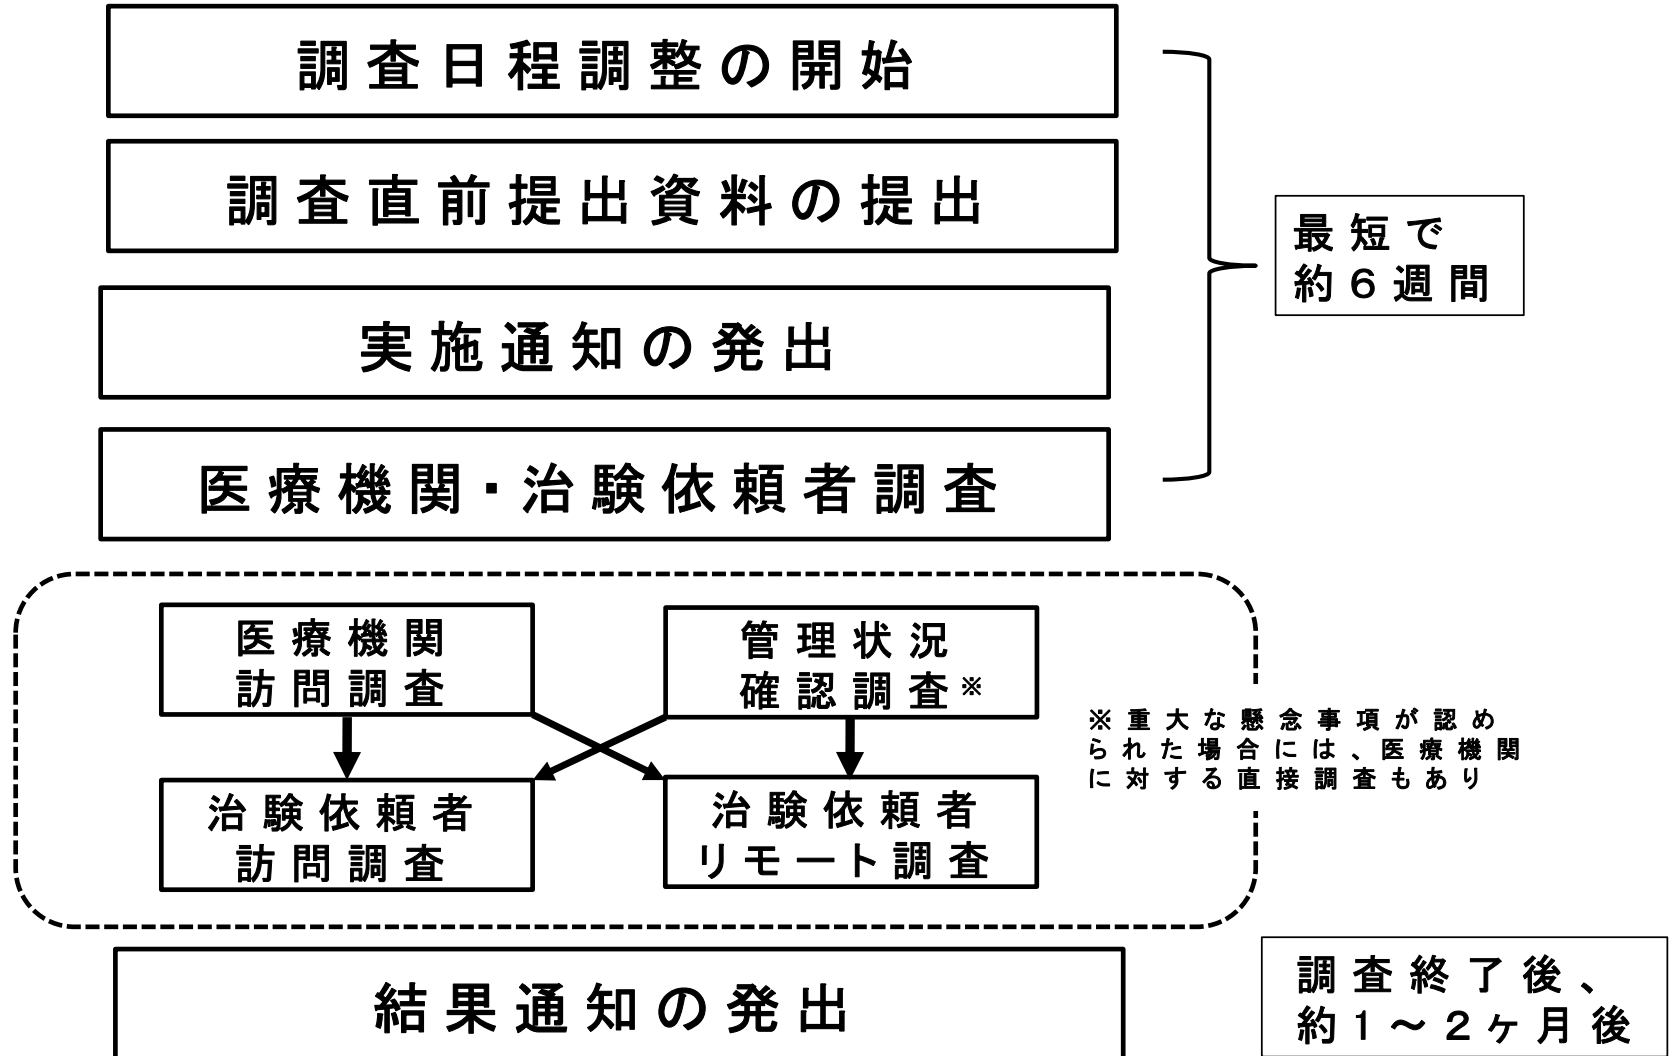 調査日程調整の開始
調査直前提出資料の提出
最短で
約６週間
実施通知の発出
医療機関・治験依頼者調査
医療機関
訪問調査
管理状況
確認調査※
※重大な懸念事項が認め
られた場合には、医療機関
に対する直接調査もあり
治験依頼者
訪問調査
治験依頼者
リモート調査
結果通知の発出
調査終了後、
約１～２ヶ月後